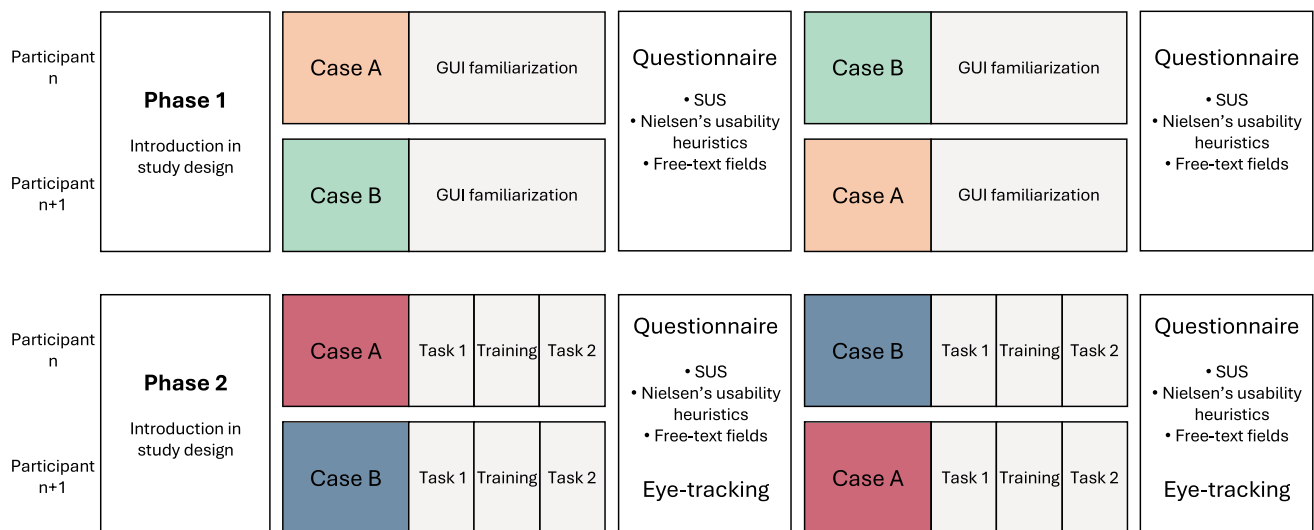 Participant
n
Phase 1
Introduction in
study design
Case A
GUI familiarization
Questionnaire
• SUS
• Nielsen's usability
heuristics
• Free-text fields
Case B
GUI familiarization
Questionnaire
• SUS
• Nielsen's usability
heuristics
• Free-text fields
Participant
n+1
Case B
GUI familiarization
Case A
GUI familiarization
Participant
n
Phase 2
Introduction in
study design
Case A
Task 1
Training
Task 2
Questionnaire
• SUS
• Nielsen's usability
heuristics
• Free-text fields
Eye-tracking
Case B
Task 1
Training
Task 2
Questionnaire
• SUS
• Nielsen's usability
heuristics
• Free-text fields
Eye-tracking
Participant
n+1
Case B
Task 1
Training
Task 2
Case A
Task 1
Training
Task 2